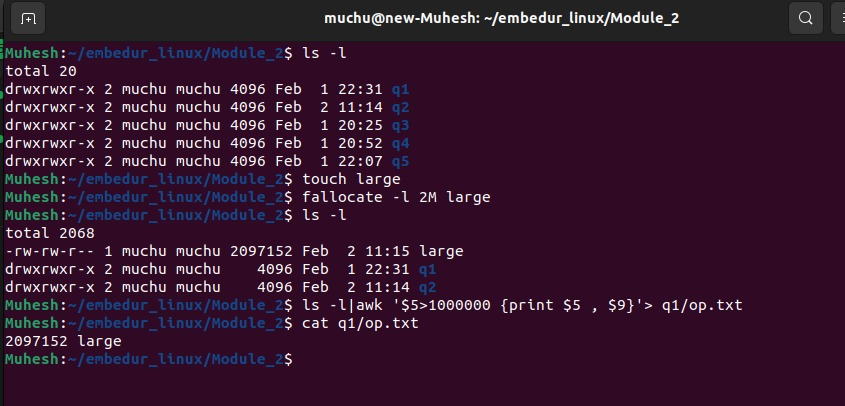 muchu@new-Muhesh: ~/embedur_linux/Module_2
Muhesh:~/embedur_linux/Module_2$ ls -l
total 20
drwxrwxr-x 2 muchu muchu 4096 Feb  1 22:31 q1
drwxrwxr-x 2 muchu muchu 4096 Feb  2 11:14 q2
drwxrwxr-x 2 muchu muchu 4096 Feb  1 20:25 q3
drwxrwxr-x 2 muchu muchu 4096 Feb  1 20:52 q4
drwxrwxr-x 2 muchu muchu 4096 Feb  1 22:07 q5
Muhesh:~/embedur_linux/Module_2$ touch large
Muhesh:~/embedur_linux/Module_2$ fallocate -l 2M large
Muhesh:~/embedur_linux/Module_2$ ls -l
total 2068
-rw-rw-r-- 1 muchu muchu 2097152 Feb  2 11:15 large
drwxrwxr-x 2 muchu muchu    4096 Feb  1 22:31 q1
drwxrwxr-x 2 muchu muchu    4096 Feb  2 11:14 q2
Muhesh:~/embedur_linux/Module_2$ ls -l|awk '$5>1000000 {print $5 , $9}'> q1/op.txt
Muhesh:~/embedur_linux/Module_2$ cat q1/op.txt
2097152 large
Muhesh:~/embedur_linux/Module_2$